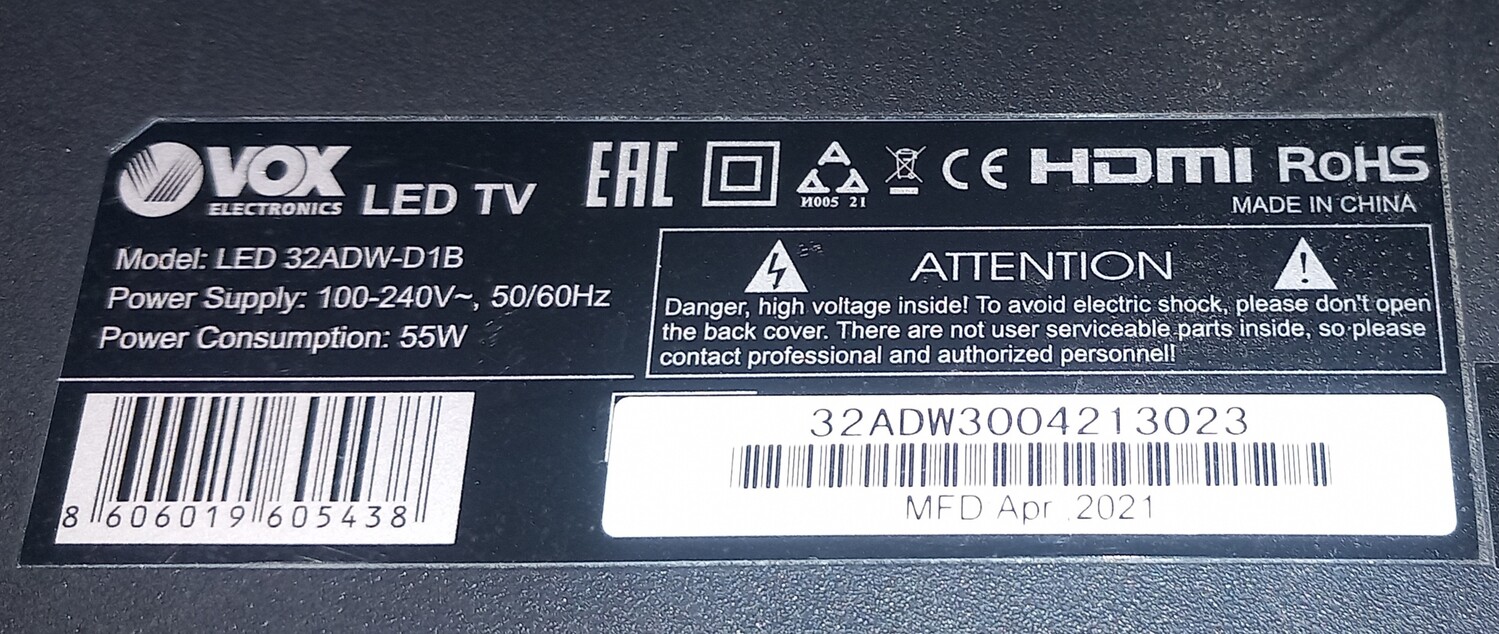 VOX
ELECTRONICS
LED TV
EAC
CE
HDMI
RoHS
И005 21
MADE IN CHINA
Model: LED 32ADW-D1B
Power Supply: 100-240V~, 50/60Hz
Power Consumption: 55W
ATTENTION
Danger, high voltage inside! To avoid electric shock, please don't open
the back cover. There are not user serviceable parts inside, so please
contact professional and authorized personnel!
8 606019 605438
32ADW3004213023
MFD Apr ,2021